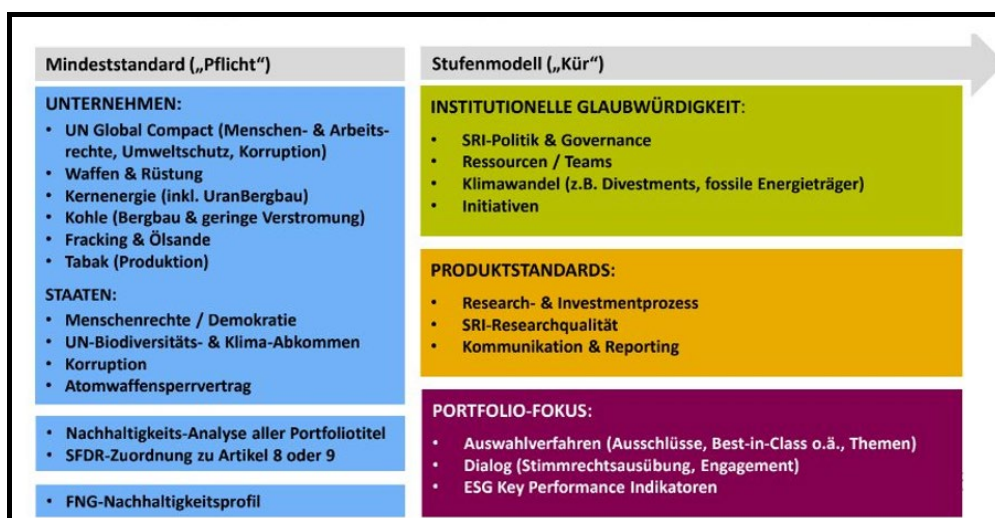 Mindeststandard („Pflicht“)
UNTERNEHMEN:
• UN Global Compact (Menschen- & Arbeits-
rechte, Umweltschutz, Korruption)
• Waffen & Rüstung
• Kernenergie (inkl. UranBergbau)
• Kohle (Bergbau & geringe Verstromung)
• Fracking & Ölsande
• Tabak (Produktion)
STAATEN:
• Menschenrechte / Demokratie
• UN-Biodiversitäts- & Klima-Abkommen
• Korruption
• Atomwaffensperrvertrag
• Nachhaltigkeits-Analyse aller Portfoliotitel
• SFDR-Zuordnung zu Artikel 8 oder 9
• FNG-Nachhaltigkeitsprofil
Stufenmodell („Kür“)
INSTITUTIONELLE GLAUBWÜRDIGKEIT:
• SRI-Politik & Governance
• Ressourcen / Teams
• Klimawandel (z.B. Divestments, fossile Energieträger)
• Initiativen
PRODUKTSTANDARDS:
• Research- & Investmentprozess
• SRI-Researchqualität
• Kommunikation & Reporting
PORTFOLIO-FOKUS:
• Auswahlverfahren (Ausschlüsse, Best-in-Class o.ä., Themen)
• Dialog (Stimmrechtsausübung, Engagement)
• ESG Key Performance Indikatoren